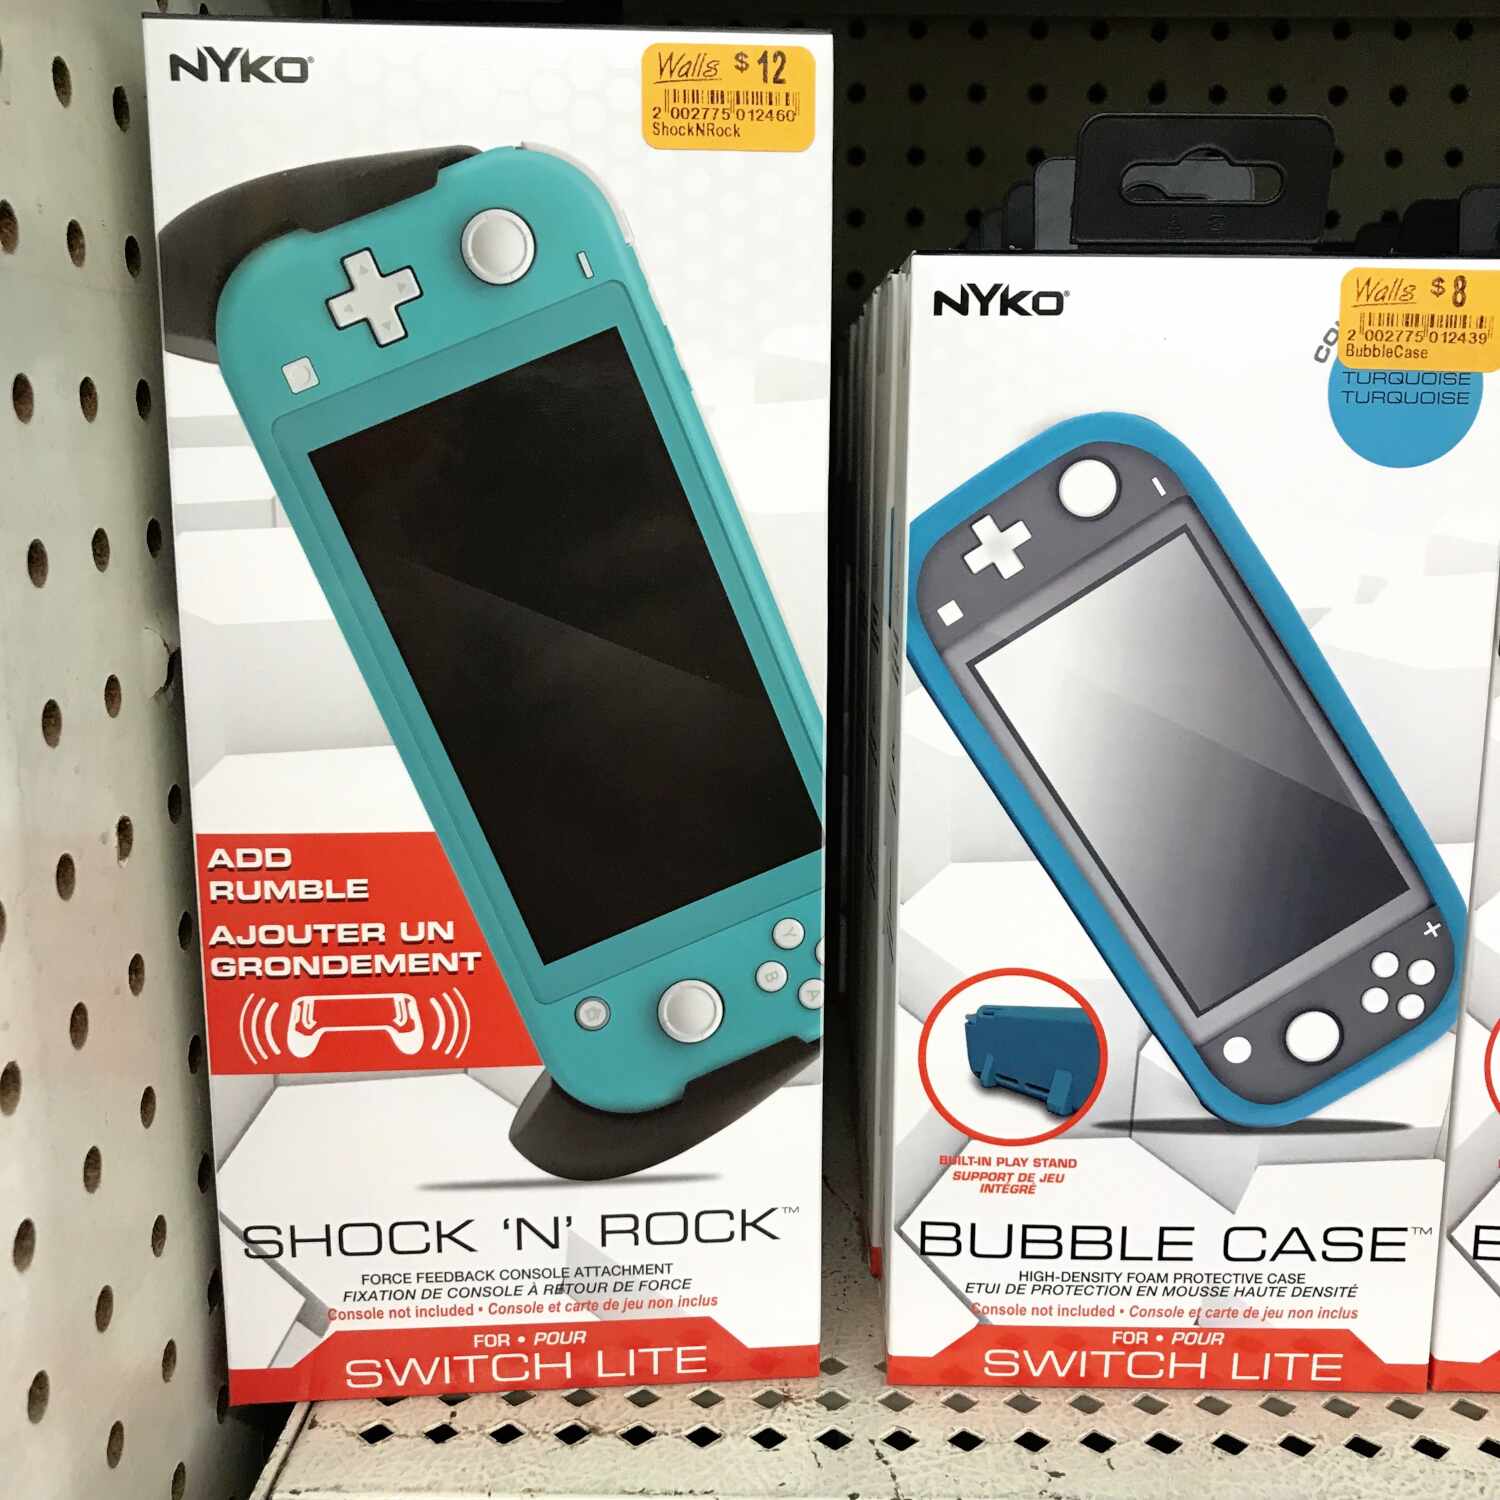 NYKO
Walls $12
2 002775 012460
ShockNRock
ADD
RUMBLE
AJOUTER UN
GRONDEMENT
Y
B
A
SHOCK 'N' ROCK™
FORCE FEEDBACK CONSOLE ATTACHMENT
FIXATION DE CONSOLE À RETOUR DE FORCE
Console not included • Console et carte de jeu non inclus
FOR • POUR
SWITCH LITE
NYKO®
Walls $8
2 002775 012439
BubbleCase
TURQUOISE
TURQUOISE
BUILT-IN PLAY STAND
SUPPORT DE JEU
INTÉGRÉ
BUBBLE CASE™
HIGH-DENSITY FOAM PROTECTIVE CASE
ETUI DE PROTECTION EN MOUSSE HAUTE DENSITÉ
Console not included • Console et carte de jeu non inclus
FOR • POUR
SWITCH LITE